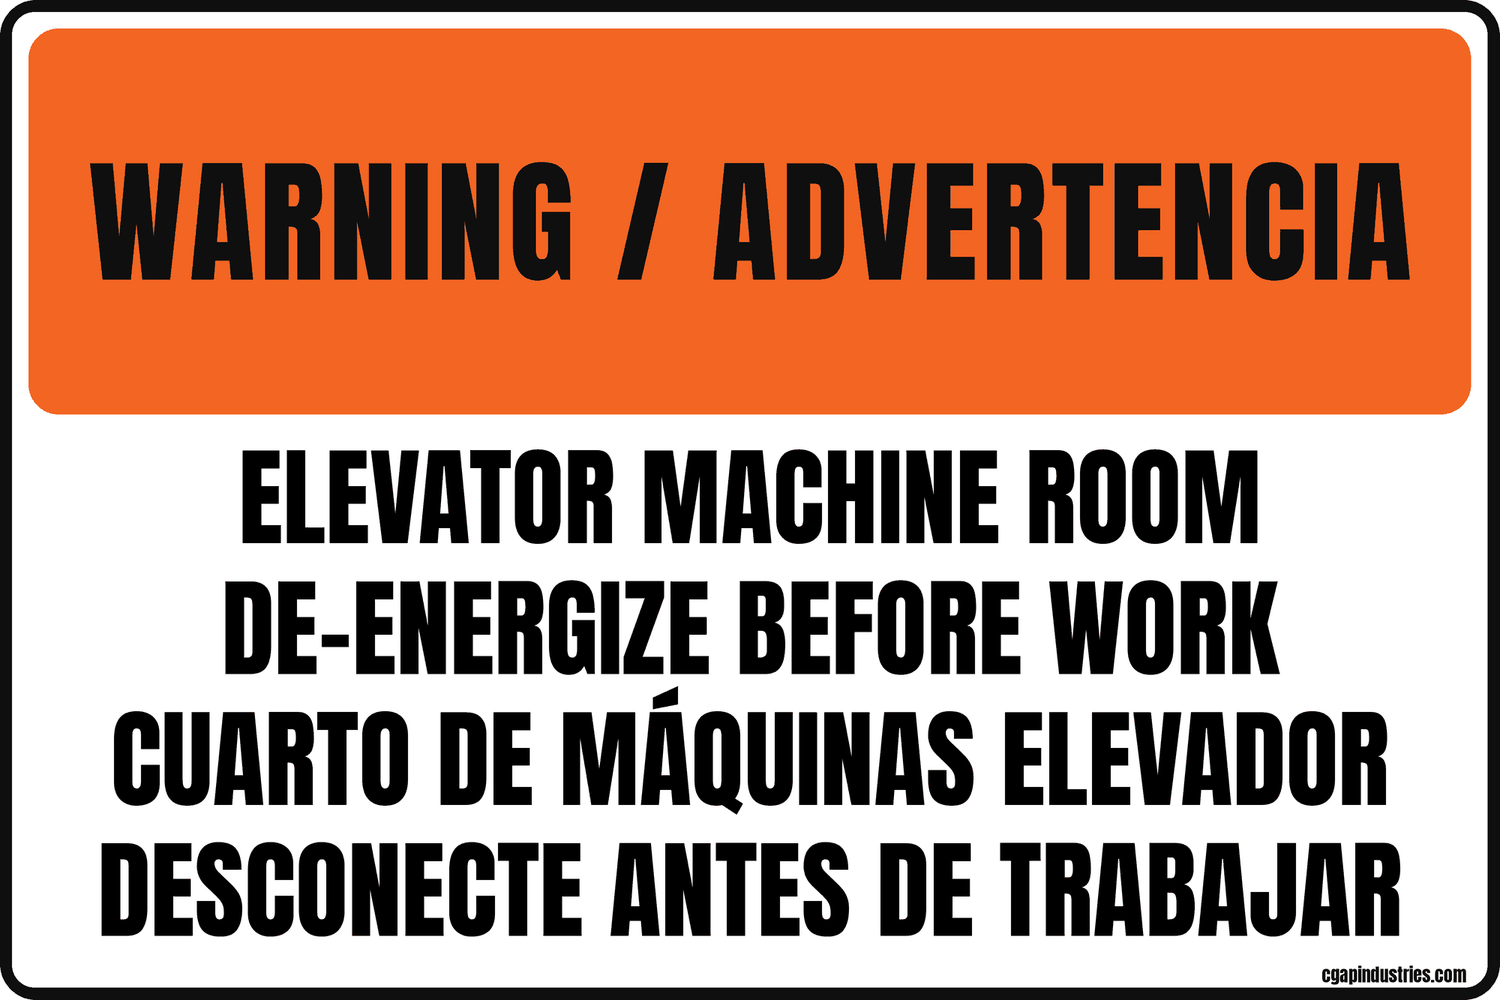 WARNING / ADVERTENCIA
ELEVATOR MACHINE ROOM
DE-ENERGIZE BEFORE WORK
CUARTO DE MÁQUINAS ELEVADOR
DESCONECTE ANTES DE TRABAJAR
cgapindustries.com